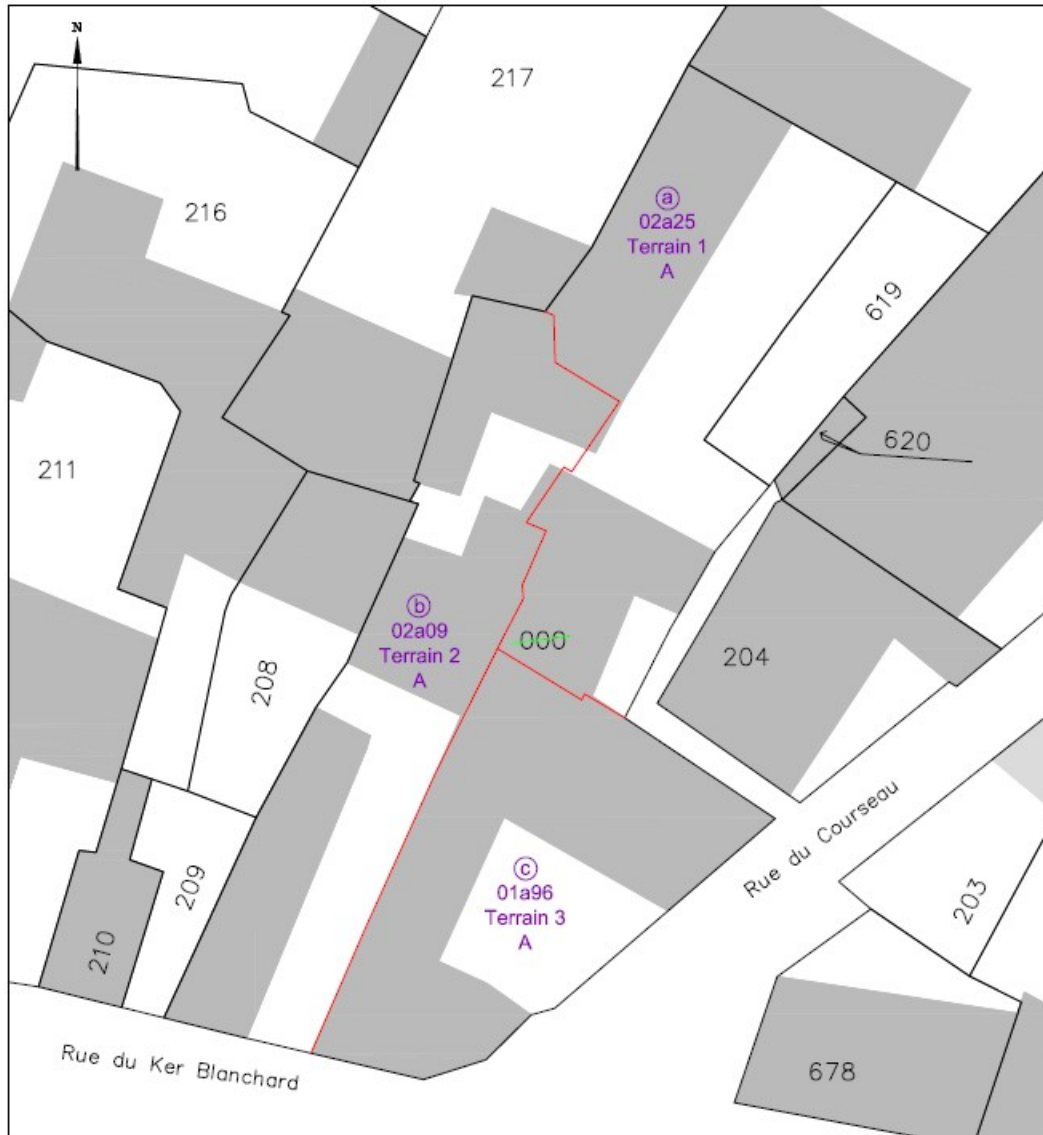 N
217
ⓐ
02a25
Terrain 1
A
216
619
620
211
ⓑ
02a09
Terrain 2
A
000
204
208
Rue du Courseau
ⓒ
01a96
Terrain 3
A
209
203
210
Rue du Ker Blanchard
678